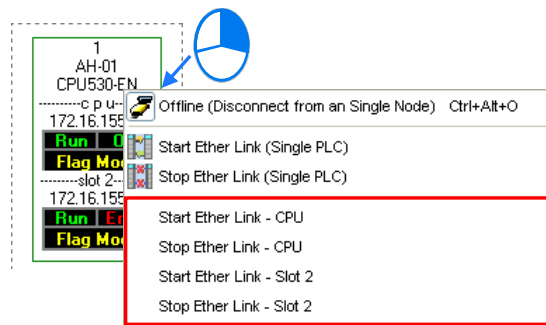 1
AH-01
CPU530-EN
---------c p u--
172.16.155
Run
Flag Mo
---------slot 2--
172.16.155
Run
Flag Mo
Offline (Disconnect from an Single Node) Ctrl+Alt+O
Start Ether Link (Single PLC)
Stop Ether Link (Single PLC)
Start Ether Link - CPU
Stop Ether Link - CPU
Start Ether Link - Slot 2
Stop Ether Link - Slot 2